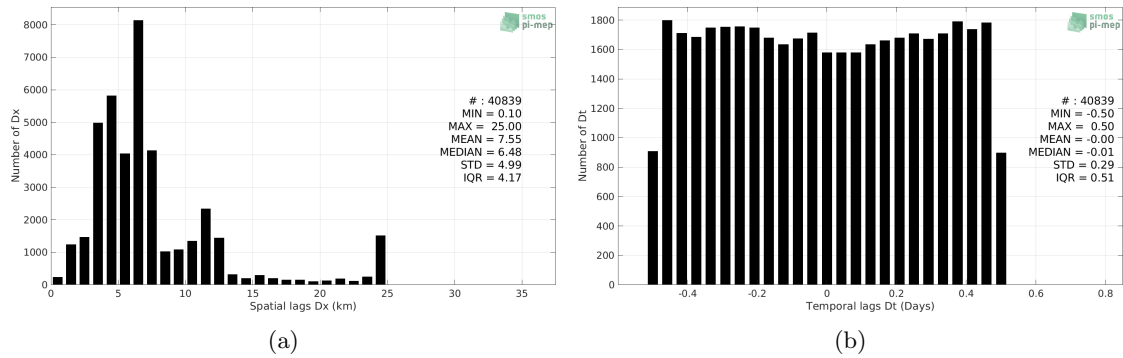 8000
7000
6000
5000
4000
3000
2000
1000
0
Number of Dx
0 5 10 15 20 25 30 35
Spatial lags Dx (km)
smos
pi-mep
# : 40839
MIN = 0.10
MAX = 25.00
MEAN = 7.55
MEDIAN = 6.48
STD = 4.99
IQR = 4.17
(a)
1800
1600
1400
1200
1000
800
600
400
200
0
Number of Dt
-0.4 -0.2 0 0.2 0.4 0.6 0.8
Temporal lags Dt (Days)
smos
pi-mep
# : 40839
MIN = -0.50
MAX = 0.50
MEAN = -0.00
MEDIAN = -0.01
STD = 0.29
IQR = 0.51
(b)